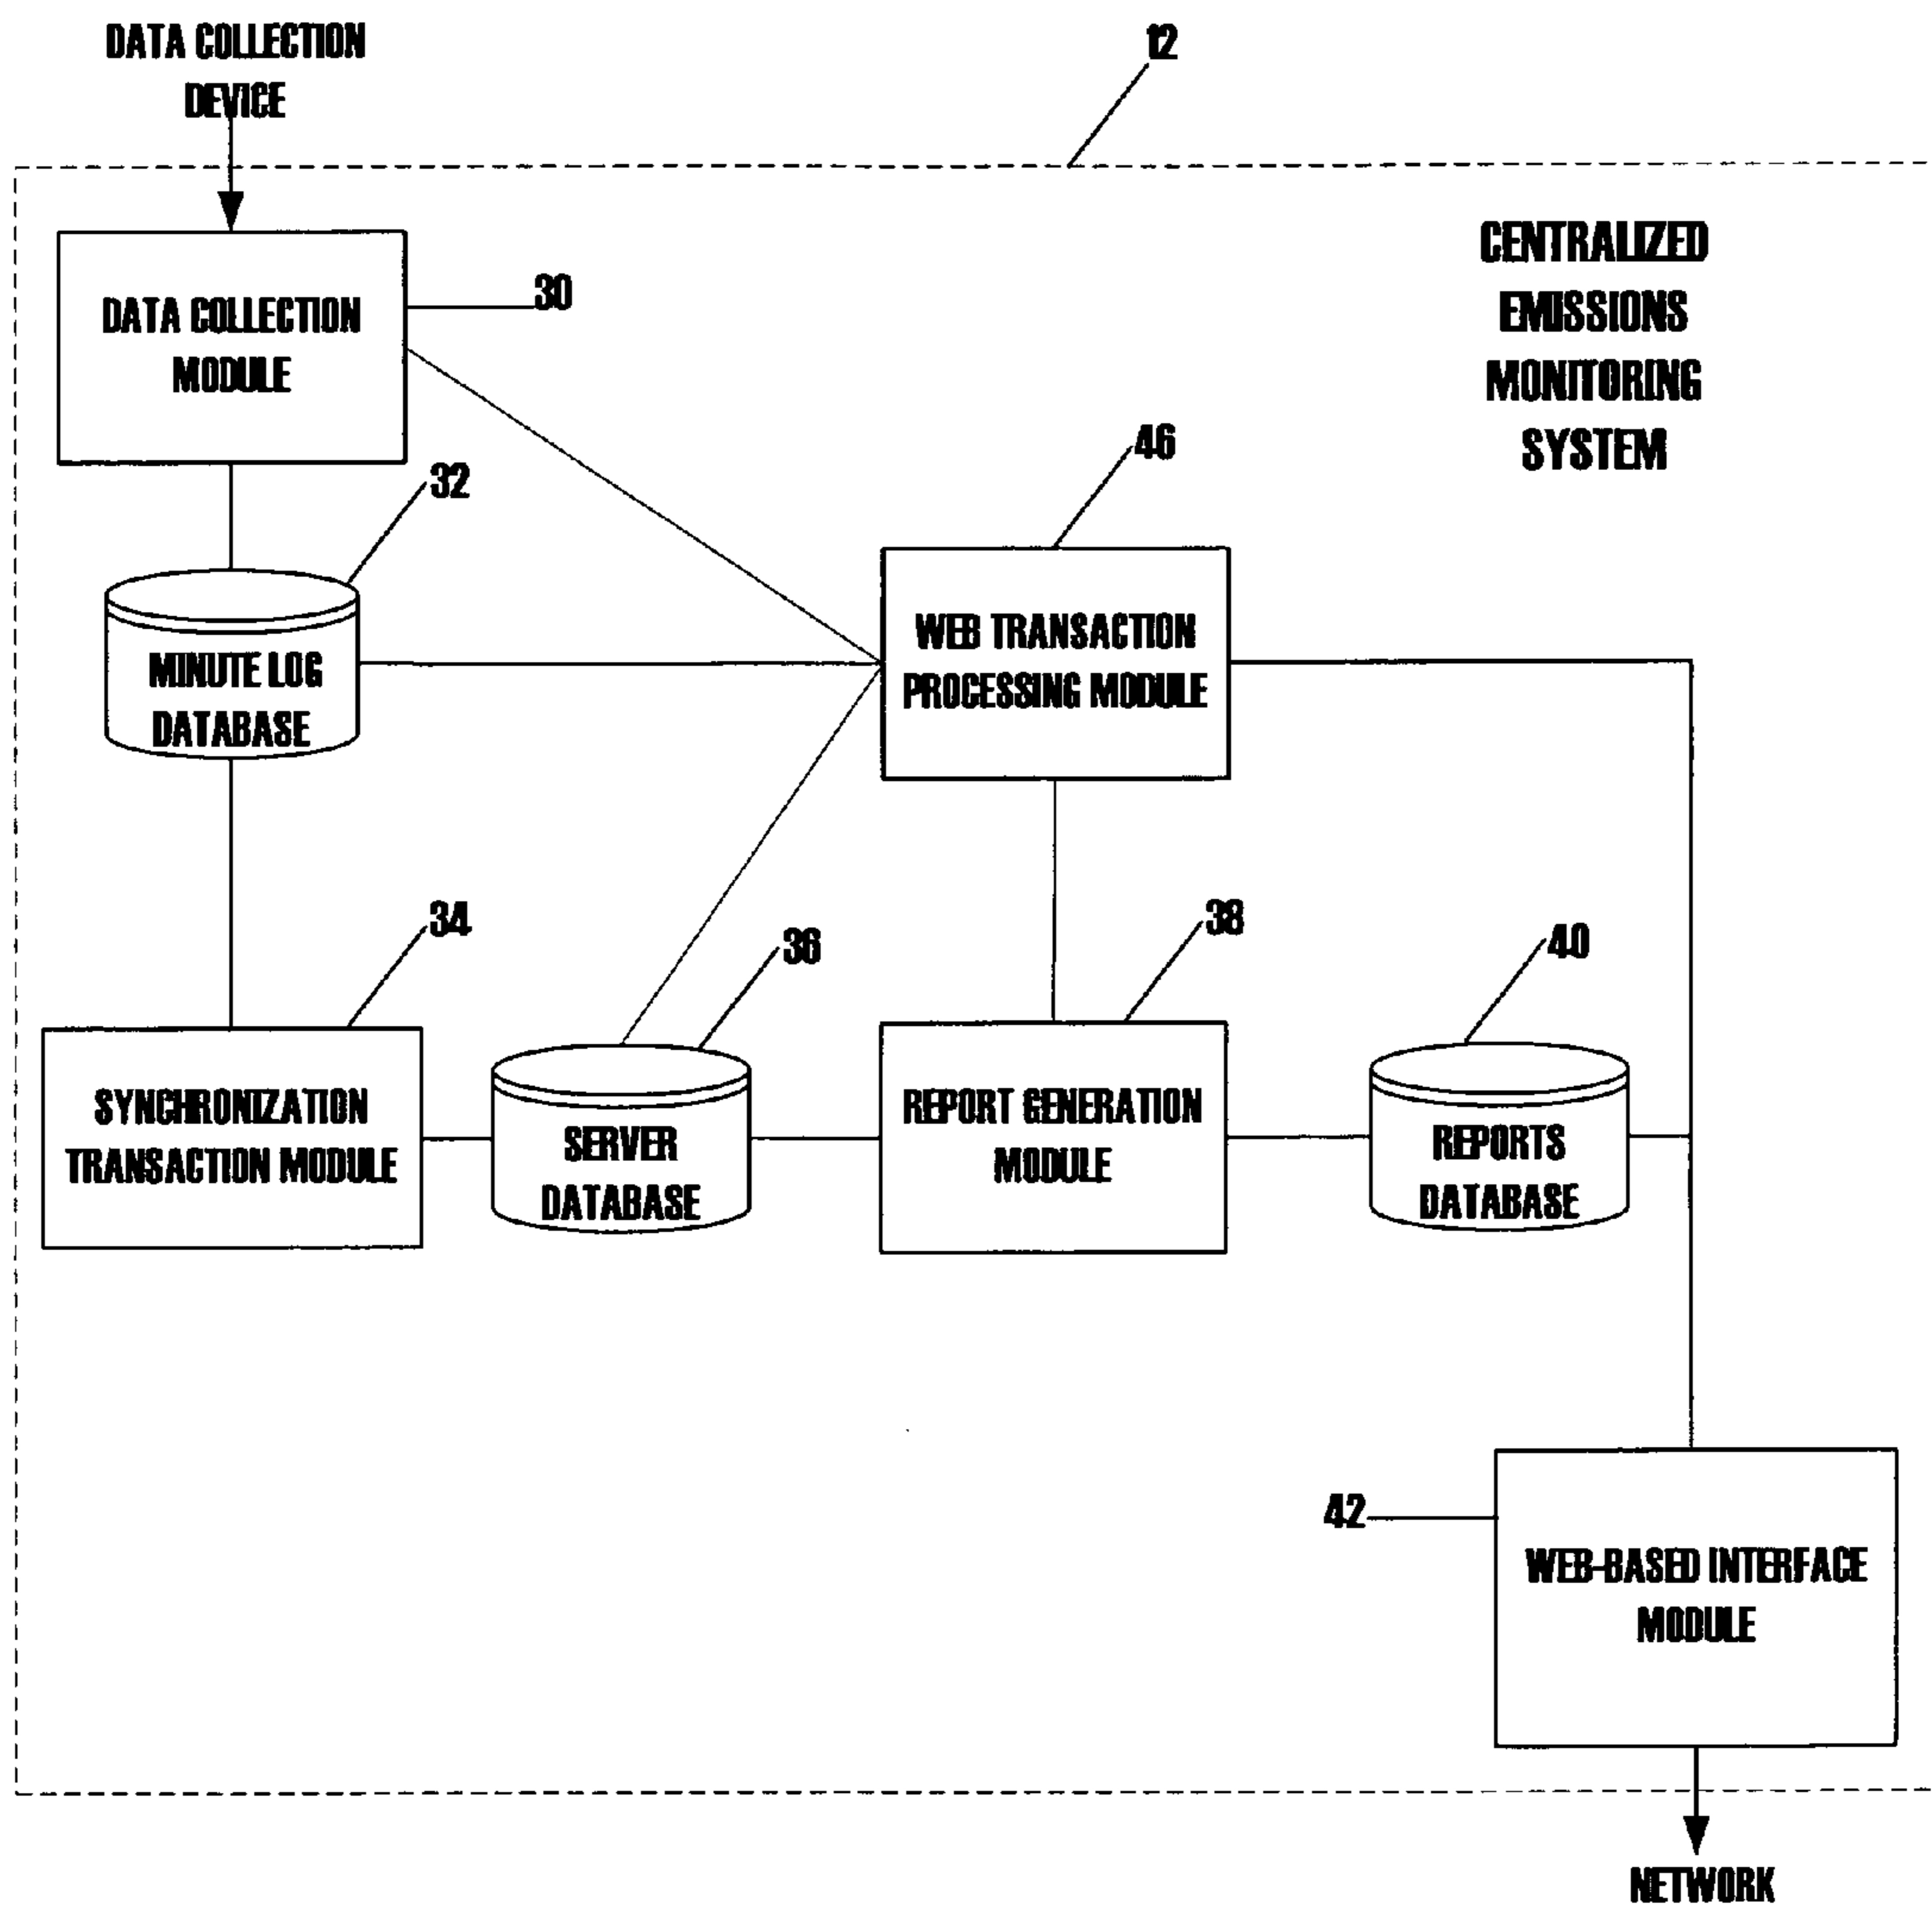 DATA COLLECTION
DEVICE
12
CENTRALIZED
EMISSIONS
MONITORING
SYSTEM
DATA COLLECTION
MODULE
30
46
32
WEB TRANSACTION
PROCESSING MODULE
MINUTE LOG
DATABASE
34
36
38
40
SYNCHRONIZATION
TRANSACTION MODULE
SERVER
DATABASE
REPORT GENERATION
MODULE
REPORTS
DATABASE
42
WEB-BASED INTERFACE
MODULE
NETWORK